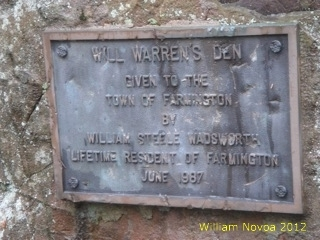 WILL WARREN'S DEN
GIVEN TO THE
TOWN OF FARMINGTON
BY
WILLIAM STEELE WADSWORTH
LIFETIME RESIDENT OF FARMINGTON
JUNE 1987
William Novoa 2012